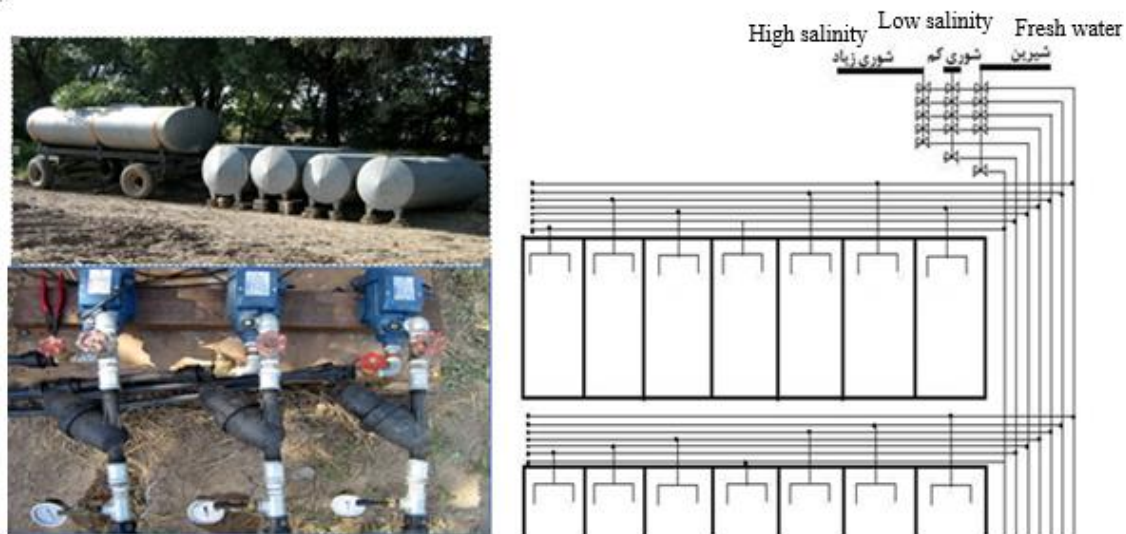 High salinity
Low salinity
Fresh water
شوری زیاد
شوری کم
شیرین